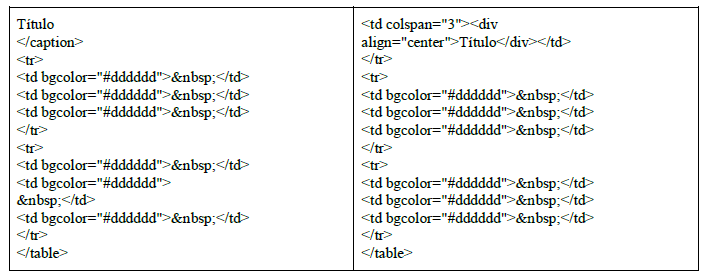 Título
</caption>
<tr>
<td bgcolor="#dddddd">&nbsp;</td>
<td bgcolor="#dddddd">&nbsp;</td>
<td bgcolor="#dddddd">&nbsp;</td>
</tr>
<tr>
<td bgcolor="#dddddd">&nbsp;</td>
<td bgcolor="#dddddd">
&nbsp;</td>
<td bgcolor="#dddddd">&nbsp;</td>
</tr>
</table>
<td colspan="3"><div
align="center">Título</div></td>
</tr>
<tr>
<td bgcolor="#dddddd">&nbsp;</td>
<td bgcolor="#dddddd">&nbsp;</td>
<td bgcolor="#dddddd">&nbsp;</td>
</tr>
<tr>
<td bgcolor="#dddddd">&nbsp;</td>
<td bgcolor="#dddddd">&nbsp;</td>
<td bgcolor="#dddddd">&nbsp;</td>
</tr>
</table>